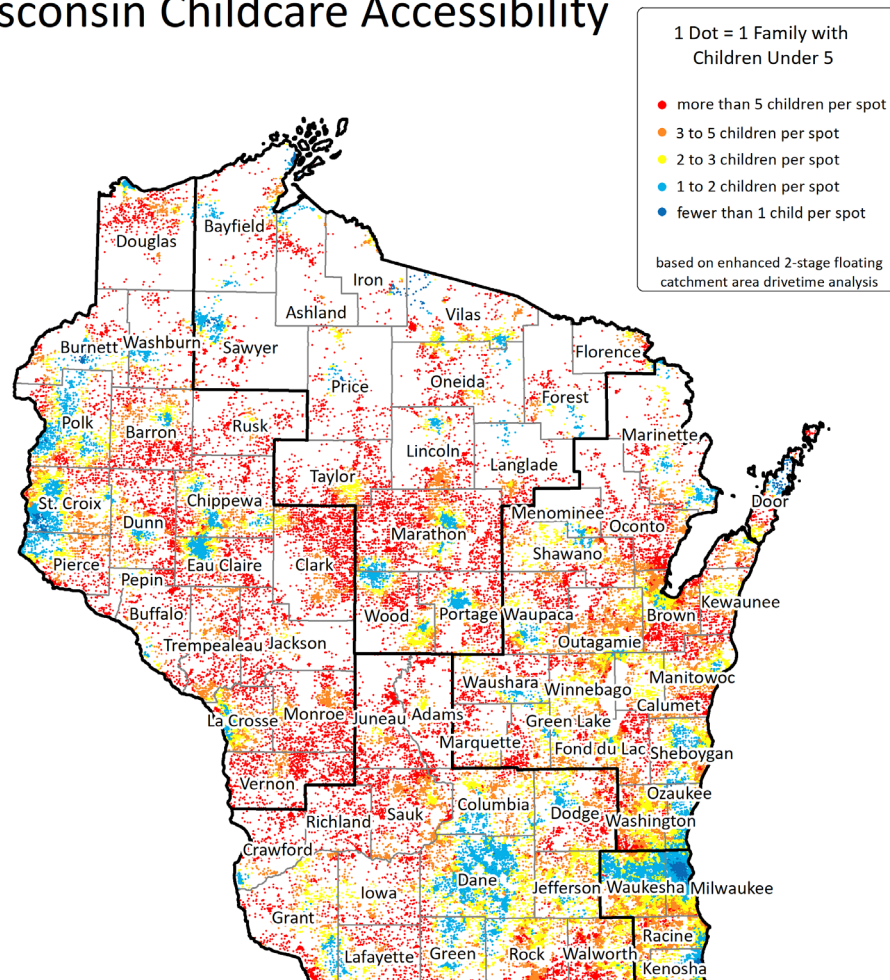 sconsin Childcare Accessibility
1 Dot = 1 Family with
Children Under 5
more than 5 children per spot
3 to 5 children per spot
2 to 3 children per spot
1 to 2 children per spot
fewer than 1 child per spot
based on enhanced 2-stage floating
catchment area drivetime analysis
Douglas
Bayfield
Iron
Ashland
Vilas
Burnett
Washburn
Sawyer
Florence
Price
Oneida
Forest
Polk
Barron
Rusk
Marinette
Lincoln
Taylor
Langlade
St. Croix
Chippewa
Door
Dunn
Menominee
Oconto
Marathon
Shawano
Pierce
Eau Claire
Clark
Pepin
Buffalo
Wood
Portage
Waupaca
Brown
Kewaunee
Trempealeau
Jackson
Outagamie
Waushara
Winnebago
Manitowoc
Calumet
La Crosse
Monroe
Juneau
Adams
Green Lake
Marquette
Fond du Lac
Sheboygan
Vernon
Ozaukee
Columbia
Richland
Sauk
Dodge
Washington
Crawford
Dane
Jefferson
Waukesha
Milwaukee
Iowa
Grant
Racine
Lafayette
Green
Rock
Walworth
Kenosha